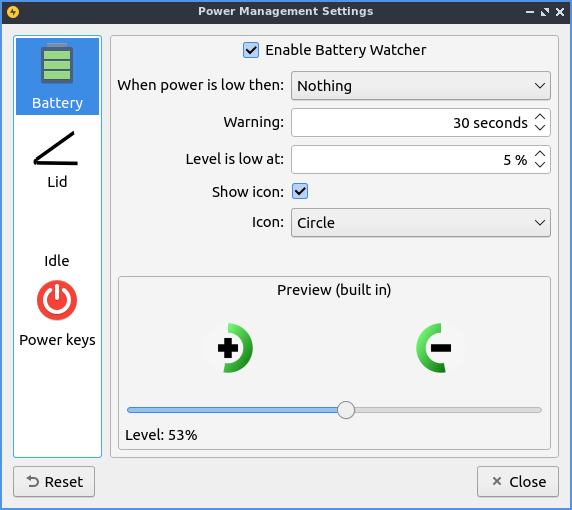 Power Management Settings
Battery
Lid
Idle
Power keys
Enable Battery Watcher
When power is low then: Nothing
Warning: 30 seconds
Level is low at: 5 %
Show icon:
Icon: Circle
Preview (built in)
Level: 53%
Reset
Close